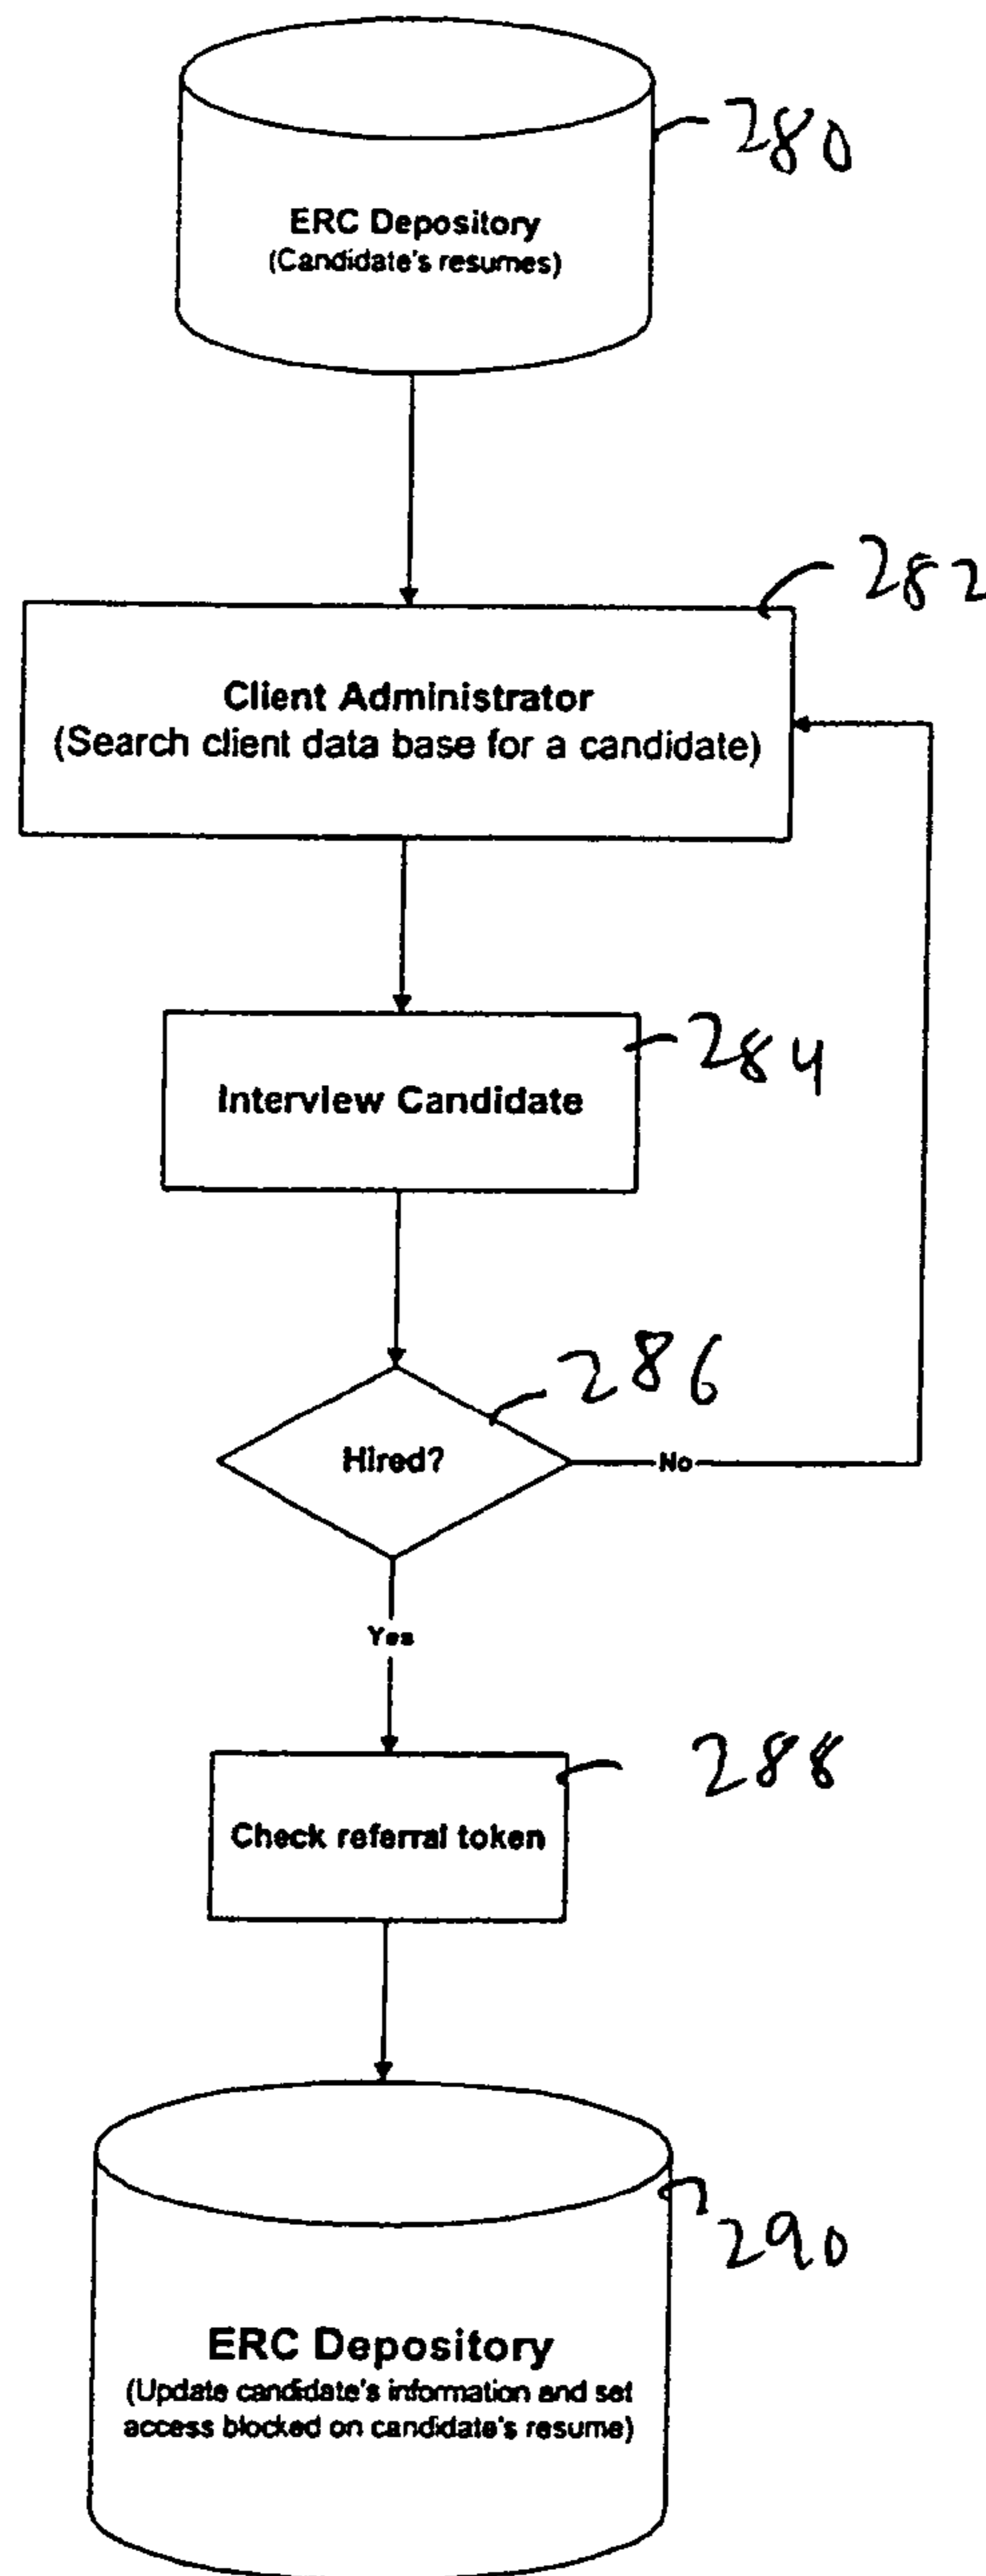 280
ERC Depository
(Candidate's resumes)
282
Client Administrator
(Search client data base for a candidate)
284
Interview Candidate
286
Hired?
No
Yes
288
Check referral token
290
ERC Depository
(Update candidate's information and set
access blocked on candidate's resume)